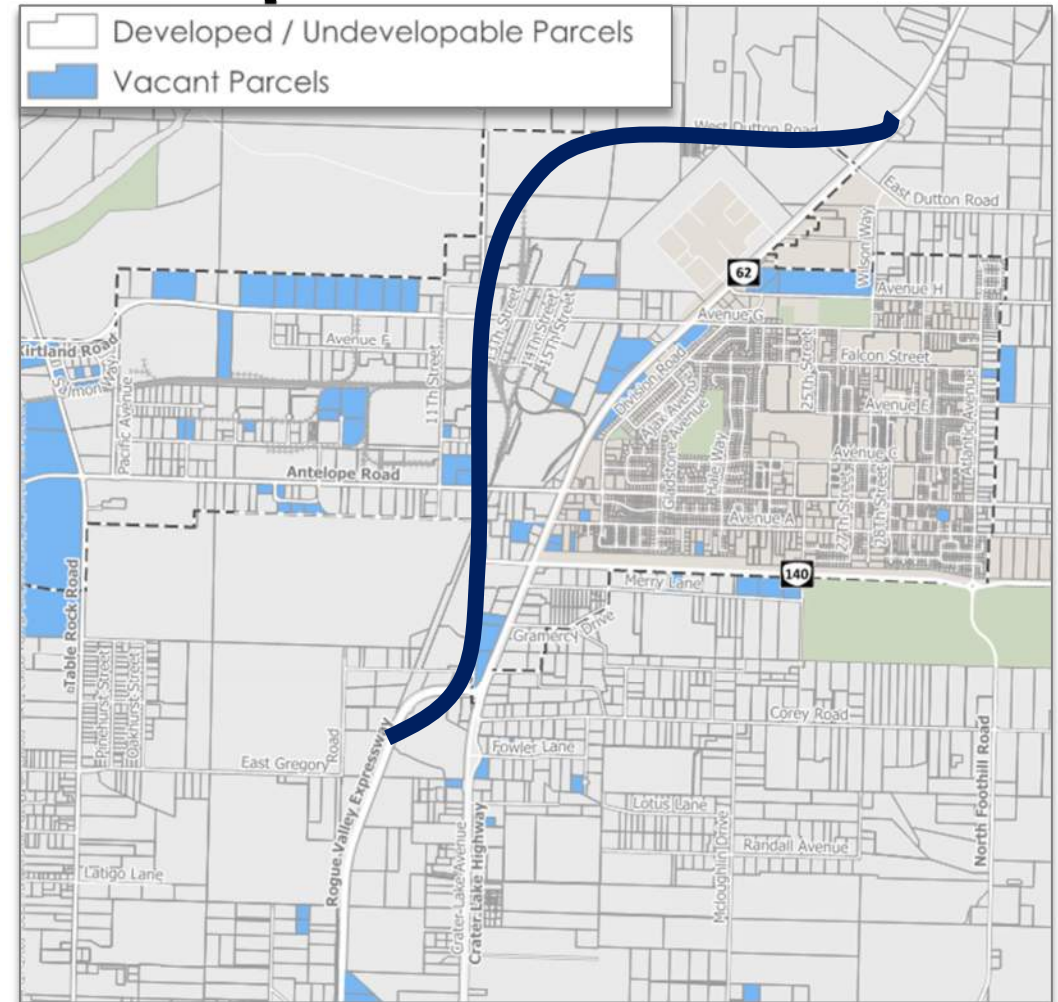 Developed / Undevelopable Parcels
Vacant Parcels
West Dutton Road
East Dutton Road
Wilson Way
62
Avenue H
Avenue G
Kirtland Road
Avenue F
11Th Street
14Th Street
15Th Street
Division Road
Falcon Street
25Th Street
Ajax Avenue
Avenue E
Pacific Avenue
Gladstone Avenue
Hale Way
Atlantic Avenue
Avenue C
Antelope Road
27Th Street
28Th Street
Avenue A
140
Merry Lane
Table Rock Road
Gramercy Drive
Pinehurst Street
Oakhurst Street
Corey Road
East Gregory Road
Fowler Lane
Rogue Valley Expressway
North Foothill Road
Lotus Lane
Crater Lake Avenue
Crater Lake Highway
Randall Avenue
Mcloughlin Drive
Latigo Lane